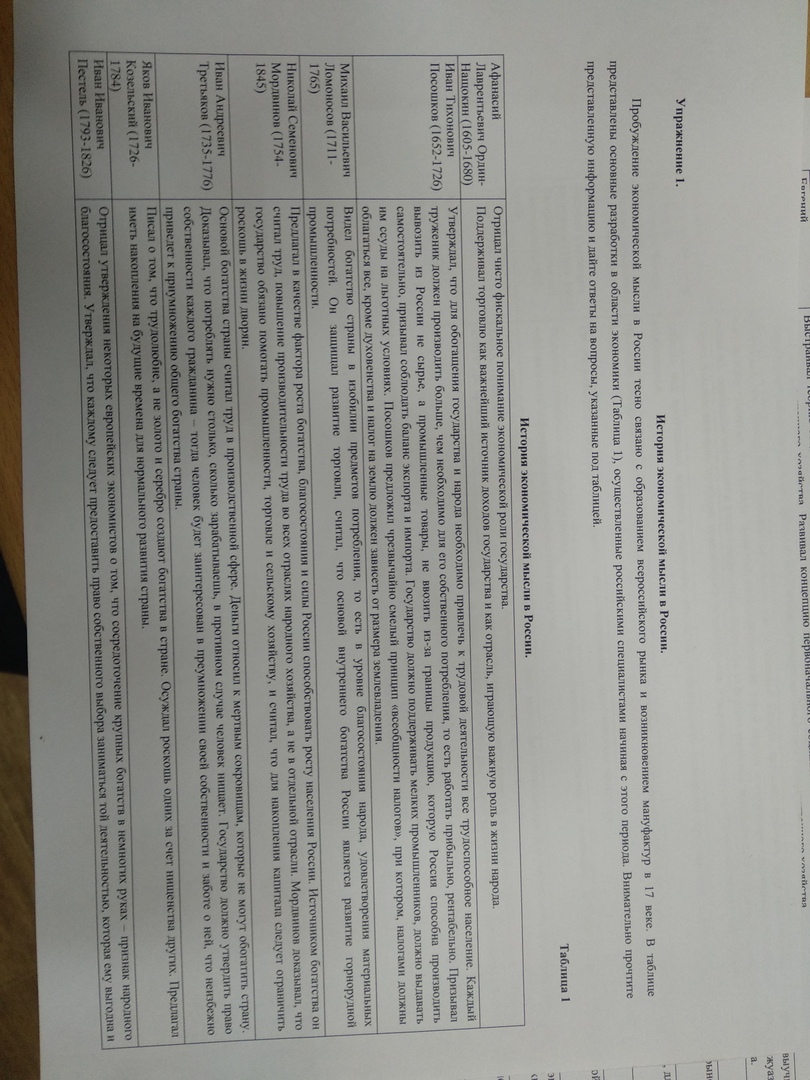 Евгений
хозяйства. Развивал концепцию
Упражнение 1.
История экономической мысли в России.
Пробуждение экономической мысли в России тесно связано с образованием всероссийского рынка и возникновением мануфактур в 17 веке. В таблице
представлены основные разработки в области экономики (Таблица 1), осуществленные российскими специалистами начиная с этого периода. Внимательно прочтите
представленную информацию и дайте ответы на вопросы, указанные под таблицей.
Таблица 1
История экономической мысли в России.
Афанасий
Лаврентьевич Ордин-
Нащокин (1605-1680)
Отрицал чисто фискальное понимание экономической роли государства.
Поддерживал торговлю как важнейший источник доходов государства и как отрасль, играющую важную роль в жизни народа.
Иван Тихонович
Посошков (1652-1726)
Утверждал, что для обогащения государства и народа необходимо привлечь к трудовой деятельности все трудоспособное население. Каждый
труженик должен производить больше, чем необходимо для его собственного потребления, то есть работать прибыльно, рентабельно. Призывал
вывозить из России не сырье, а промышленные товары, не ввозить из-за границы продукцию, которую Россия способна производить
самостоятельно, призывал соблюдать баланс экспорта и импорта. Государство должно поддерживать мелких промышленников, должно выдавать
им ссуды на льготных условиях. Посошков предложил чрезвычайно смелый принцип «всеобщности налогов», при котором, налогами должны
облагаться все, кроме духовенства и налог на землю должен зависеть от размера землевладения.
Михаил Васильевич
Ломоносов (1711-
1765)
Видел богатство страны в изобилии предметов потребления, то есть в уровне благосостояния народа, удовлетворения материальных
потребностей. Он защищал развитие торговли, считал, что основой внутреннего богатства России является развитие горнорудной
промышленности.
Николай Семенович
Мордвинов (1754-
1845)
Предлагал в качестве фактора роста богатства, благосостояния и силы России способствовать росту населения России. Источником богатства он
считал труд, повышение производительности труда во всех отраслях народного хозяйства, а не в отдельной отрасли. Мордвинов доказывал, что
государство обязано помогать промышленности, торговле и сельскому хозяйству, и считал, что для накопления капитала следует ограничить
роскошь в жизни дворян.
Иван Андреевич
Третьяков (1735-1776)
Основой богатства страны считал труд в производственной сфере. Деньги относил к мертвым сокровищам, которые не могут обогатить страну.
Доказывал, что потреблять нужно столько, сколько зарабатываешь, в противном случае человек нищает. Государство должно утвердить право
собственности каждого гражданина – тогда человек будет заинтересован в преумножении своей собственности и заботе о ней, что неизбежно
приведет к приумножению общего богатства страны.
Яков Иванович
Козельский (1726-
1784)
Писал о том, что трудолюбие, а не золото и серебро создают богатства в стране. Осуждал роскошь одних за счет нищенства других. Предлагал
иметь накопления на будущие времена для нормального развития страны.
Иван Иванович
Пестель (1793-1826)
Отрицал утверждения некоторых европейских экономистов о том, что сосредоточение крупных богатств в немногих руках – признак народного
благосостояния. Утверждал, что каждому следует предоставить право собственного выбора заниматься той деятельностью, которая ему выгодна и